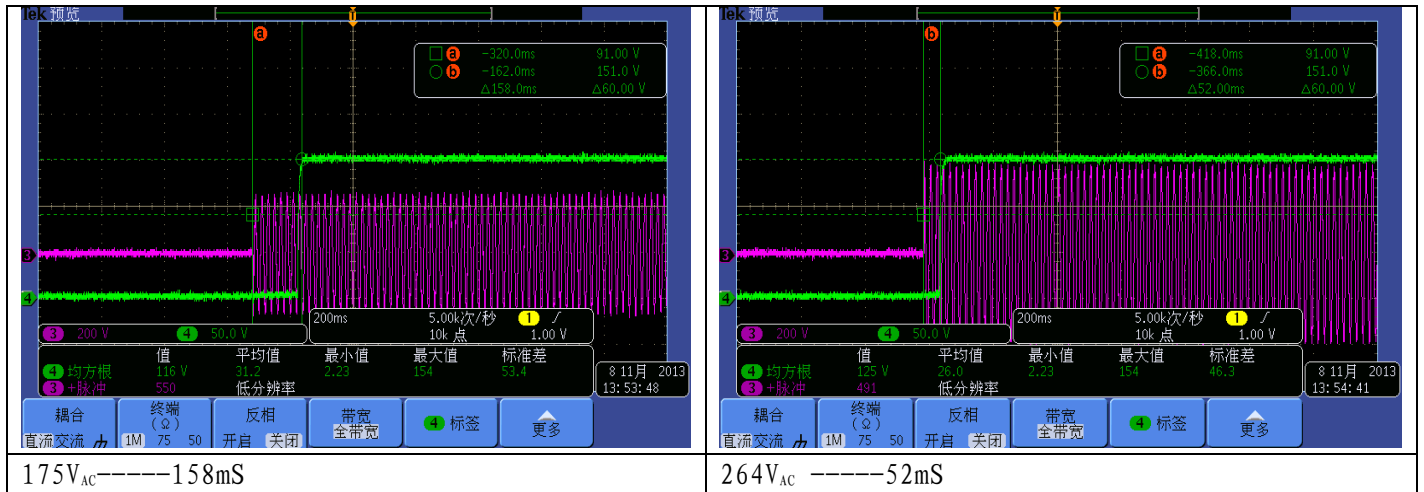 Tek 预览
a
a -320.0ms 91.00 V
b -162.0ms 151.0 V
△158.0ms △60.00 V
3
4
3 200 V 4 50.0 V
200ms 5.00k次/秒 1
10k 点 1.00 V
值 平均值 最小值 最大值 标准差
4 均方根 116 V 31.2 2.23 154 53.4
3 +脉冲 550 低分辨率
8 11月 2013
13:53:48
耦合 终端 (Ω) 反相 带宽 4 标签 更多
直流 交流 1M 75 50 开启 关闭 全带宽
175VAC-----158mS
Tek 预览
b
a -418.0ms 91.00 V
b -366.0ms 151.0 V
△52.00ms △60.00 V
3
4
3 200 V 4 50.0 V
200ms 5.00k次/秒 1
10k 点 1.00 V
值 平均值 最小值 最大值 标准差
4 均方根 125 V 26.0 2.23 154 46.3
3 +脉冲 491 低分辨率
8 11月 2013
13:54:41
耦合 终端 (Ω) 反相 带宽 4 标签 更多
直流 交流 1M 75 50 开启 关闭 全带宽
264VAC -----52mS